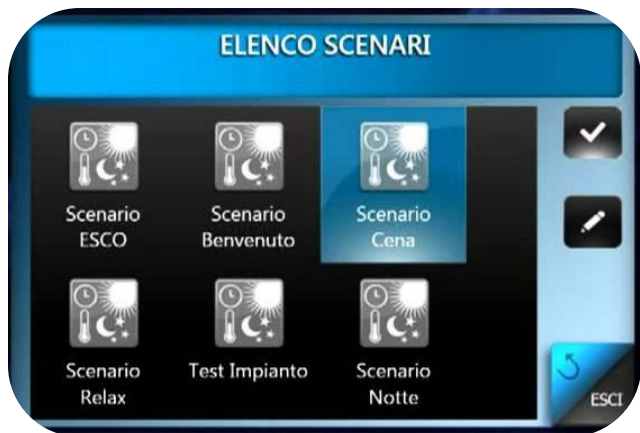 ELENCO SCENARI
Scenario
ESCO
Scenario
Benvenuto
Scenario
Cena
Scenario
Relax
Test Impianto
Scenario
Notte
ESCI